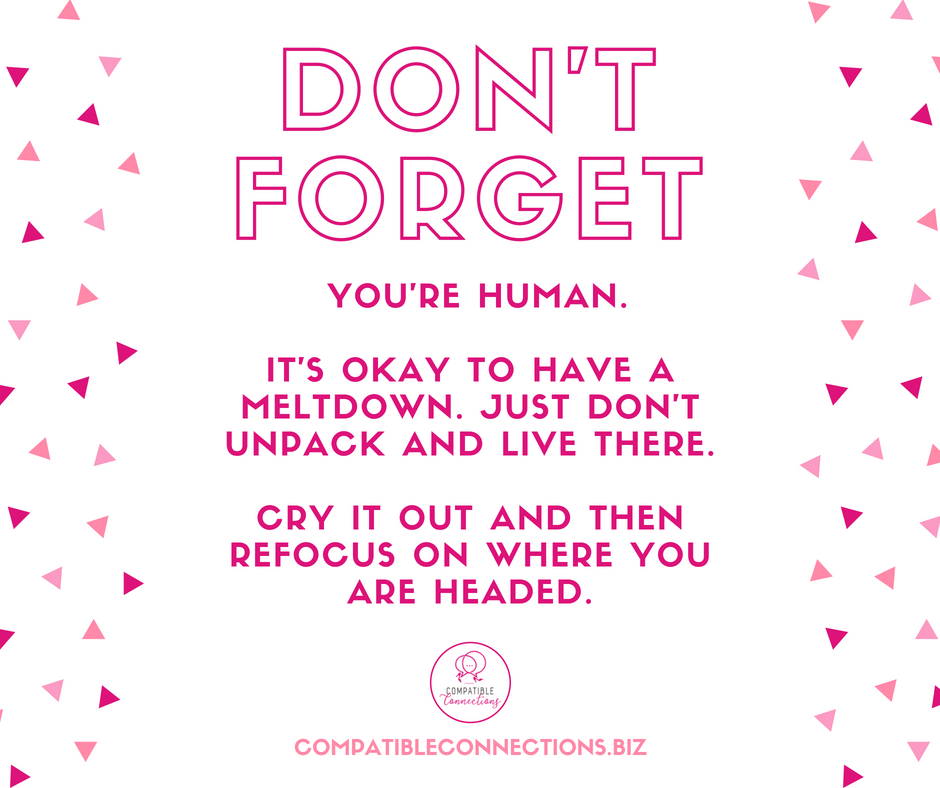 DON'T
FORGET
YOU'RE HUMAN.
IT'S OKAY TO HAVE A
MELTDOWN. JUST DON'T
UNPACK AND LIVE THERE.
CRY IT OUT AND THEN
REFOCUS ON WHERE YOU
ARE HEADED.
COMPATIBLE
Connections
COMPATIBLECONNECTIONS.BIZ